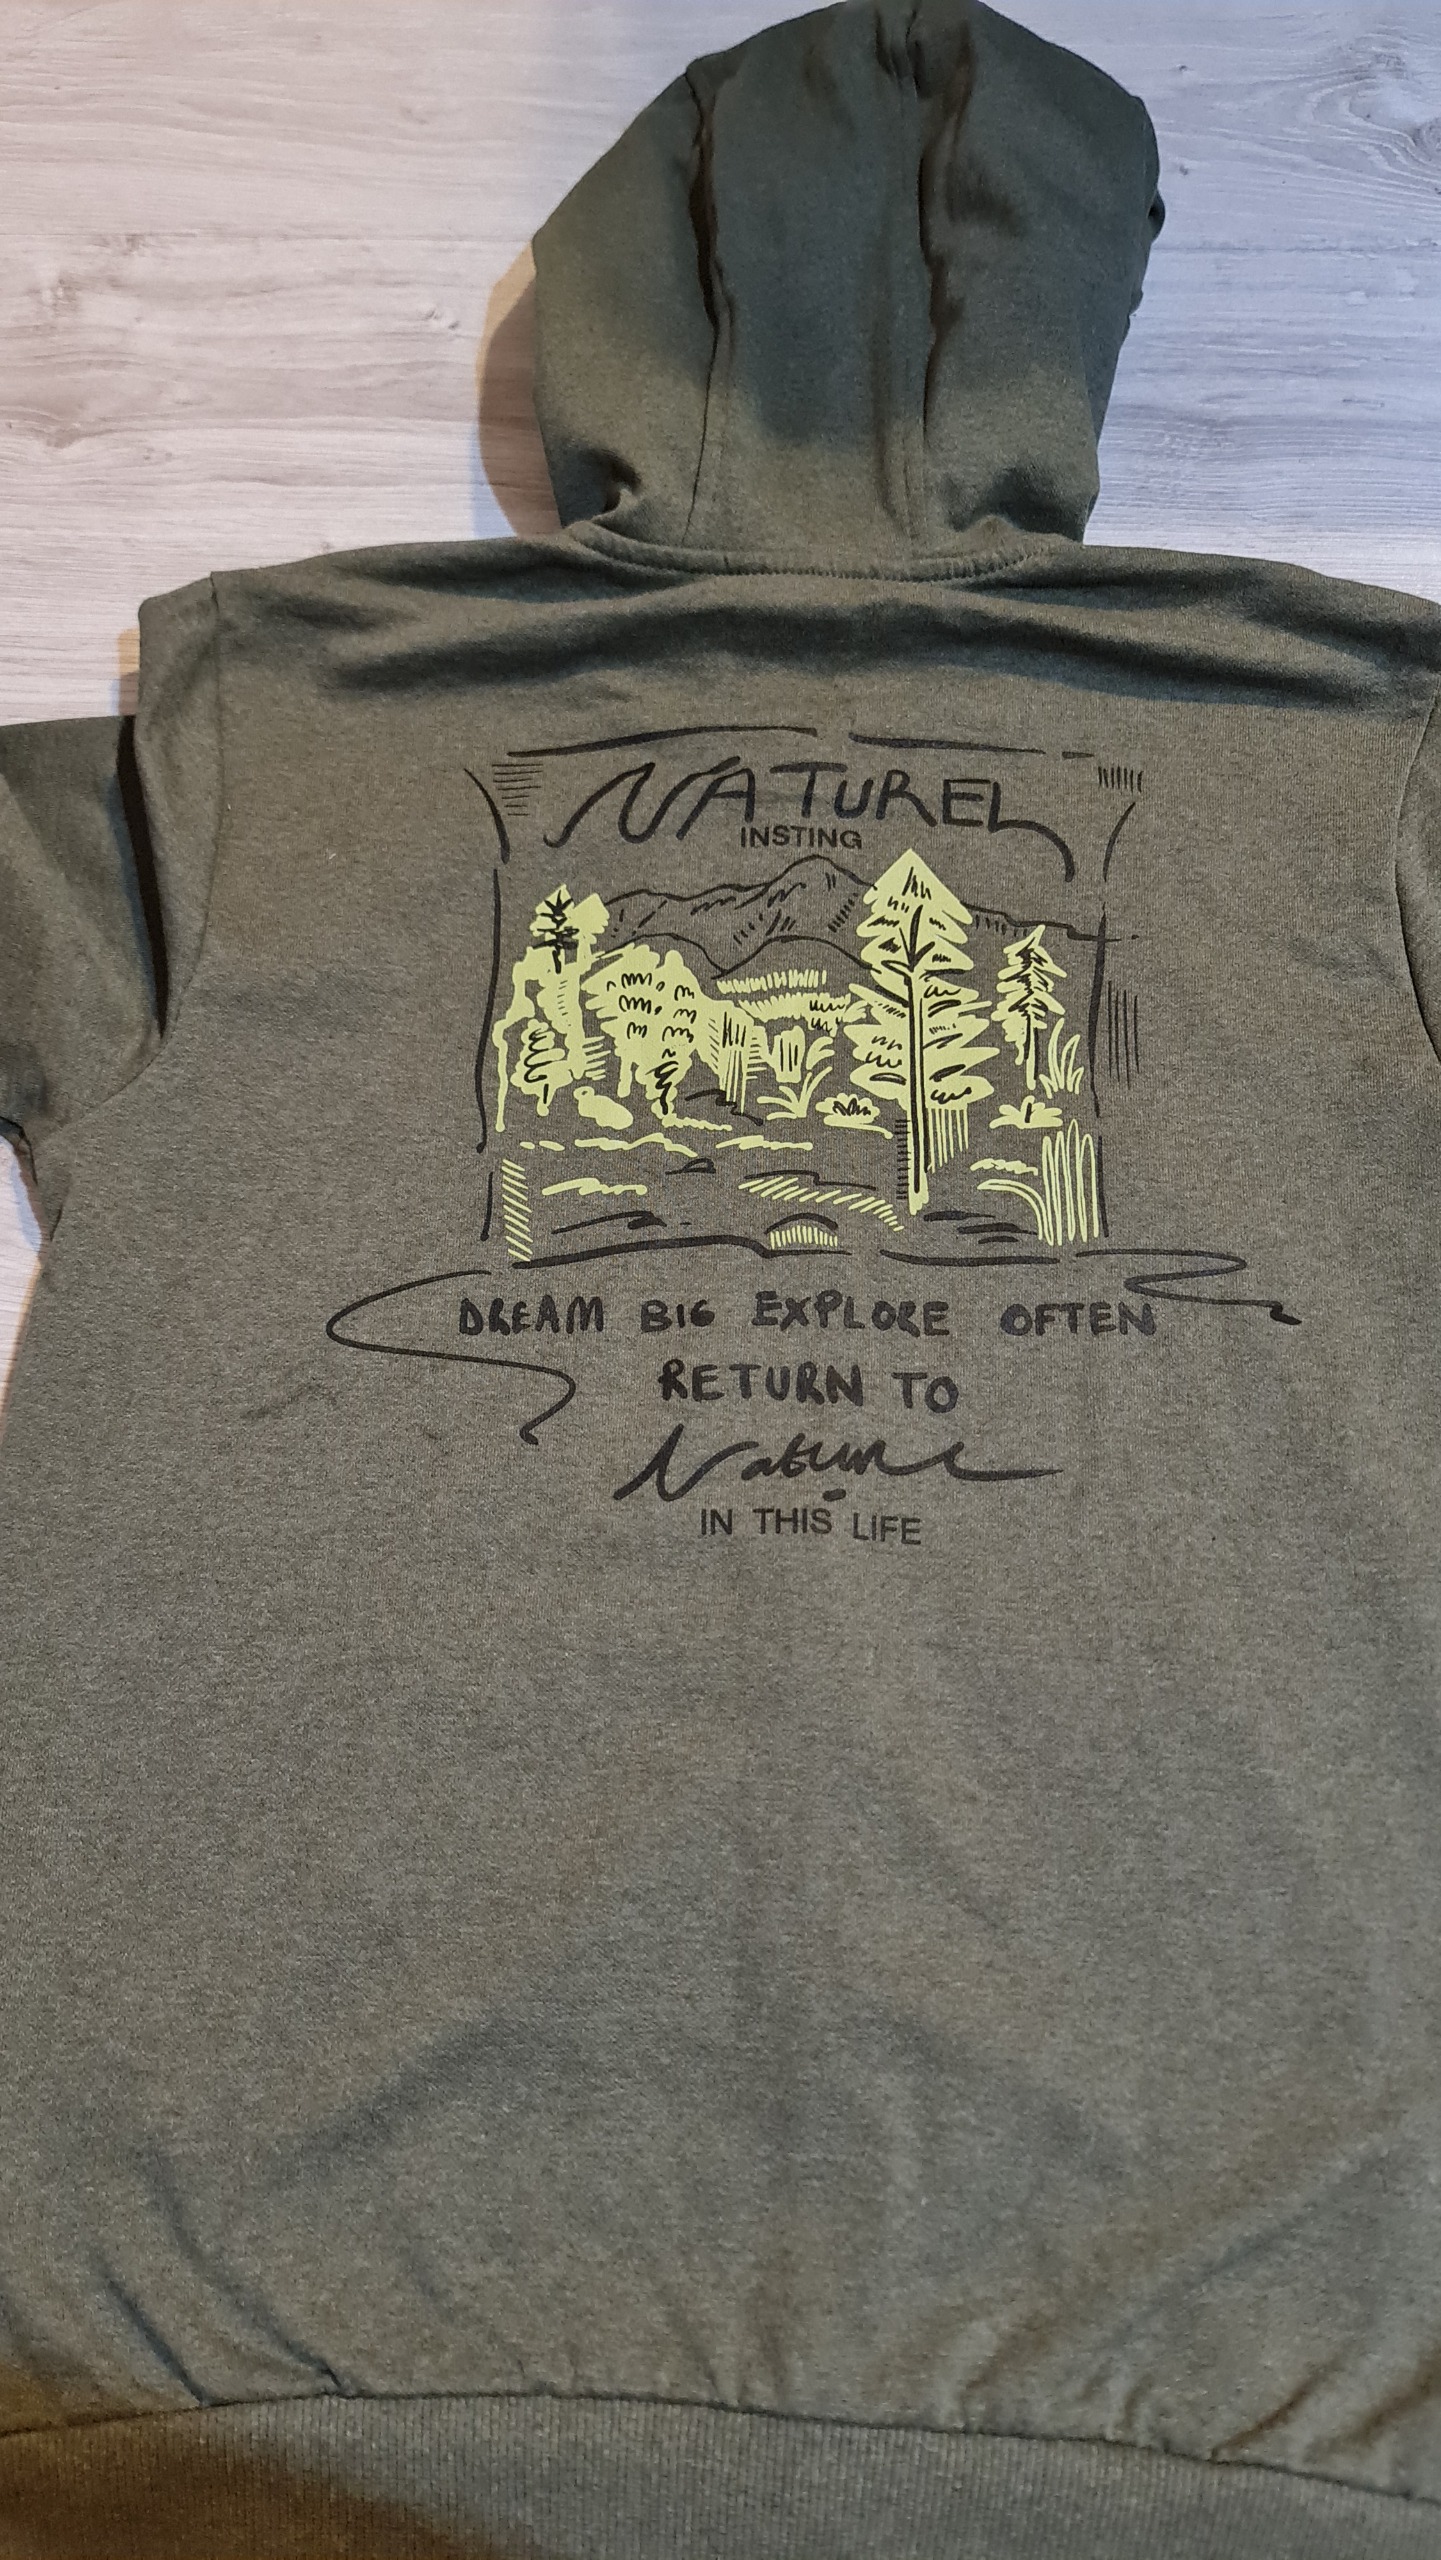 NATUREL
INSTING
DREAM BIG EXPLORE OFTEN
RETURN TO
Nature
IN THIS LIFE